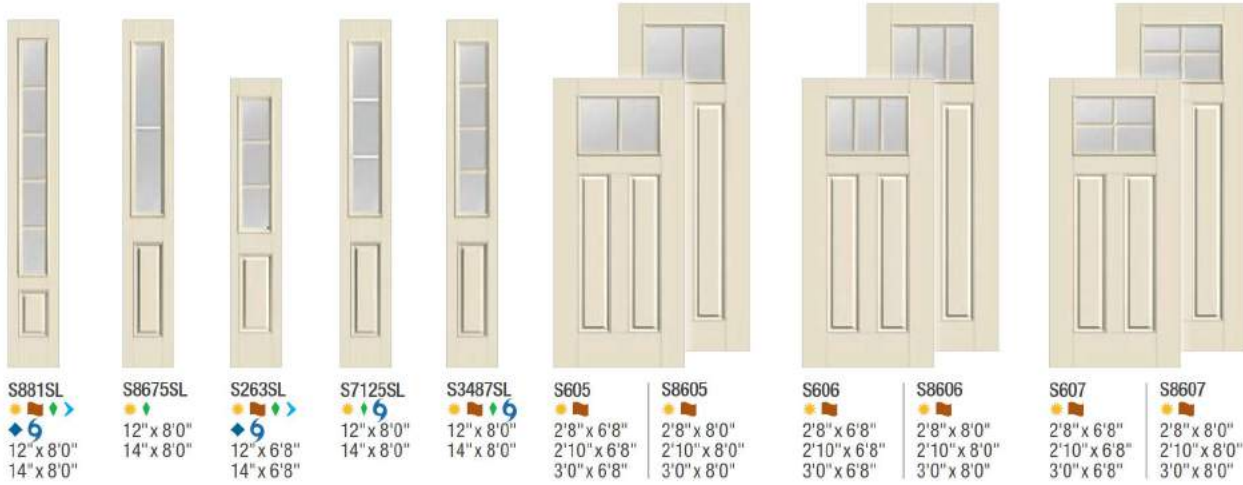 S881SL
12" x 8'0"
14" x 8'0"
S8675SL
12" x 8'0"
14" x 8'0"
S263SL
12" x 6'8"
14" x 6'8"
S7125SL
12" x 8'0"
14" x 8'0"
S3487SL
12" x 8'0"
14" x 8'0"
S605
2'8" x 6'8"
2'10" x 6'8"
3'0" x 6'8"
S8605
2'8" x 8'0"
2'10" x 8'0"
3'0" x 8'0"
S606
2'8" x 6'8"
2'10" x 6'8"
3'0" x 6'8"
S8606
2'8" x 8'0"
2'10" x 8'0"
3'0" x 8'0"
S607
2'8" x 6'8"
2'10" x 6'8"
3'0" x 6'8"
S8607
2'8" x 8'0"
2'10" x 8'0"
3'0" x 8'0"